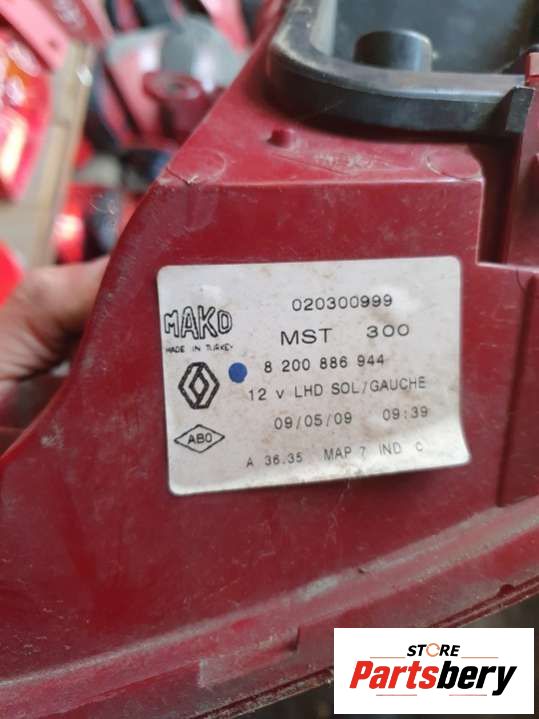 020300999
MAKO
MADE IN TURKEY
MST 300
8 200 886 944
12 v LHD SOL/GAUCHE
09/05/09 09:39
ABO
A 36.35 MAP 7 IND C
STORE
Partsbery